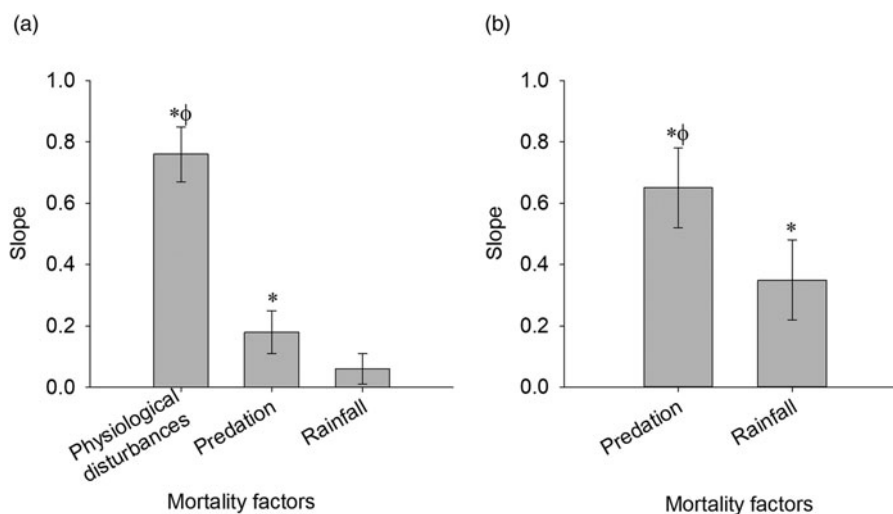 (a)
1.0
0.8
0.6
0.4
0.2
0.0
Slope
*ϕ
*
Physiological
disturbances
Predation
Rainfall
Mortality factors
(b)
1.0
0.8
0.6
0.4
0.2
0.0
Slope
*ϕ
*
Predation
Rainfall
Mortality factors